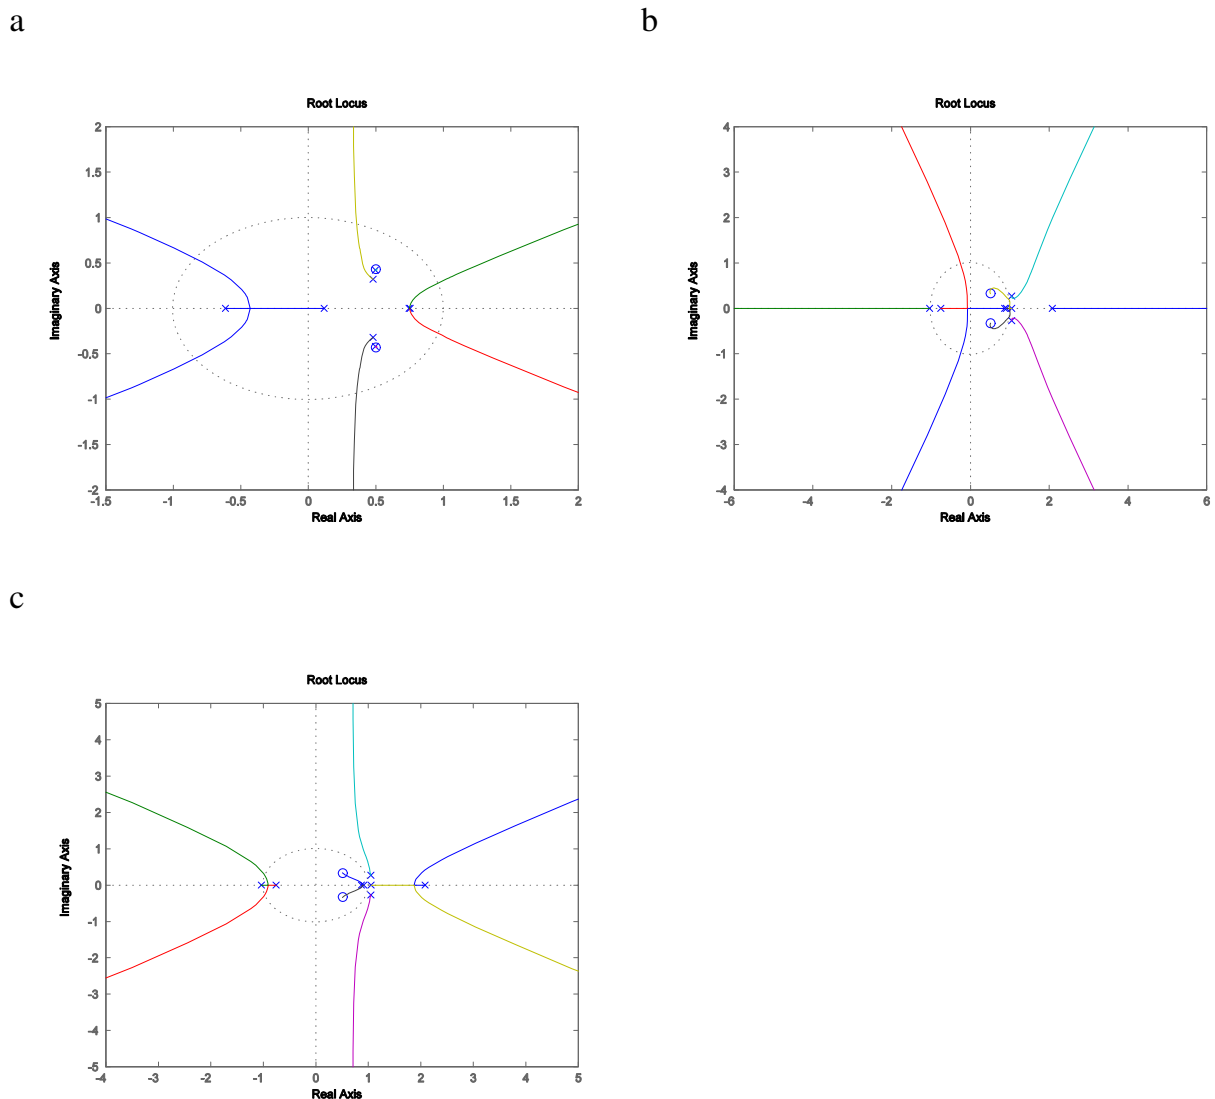 a
b
Root Locus
2
1.5
1
0.5
0
-0.5
-1
-1.5
-2
-1.5 -1 -0.5 0 0.5 1 1.5 2
Imaginary Axis
Real Axis
Root Locus
4
3
2
1
0
-1
-2
-3
-4
-6 -4 -2 0 2 4 6
Imaginary Axis
Real Axis
c
Root Locus
5
4
3
2
1
0
-1
-2
-3
-4
-5
-4 -3 -2 -1 0 1 2 3 4 5
Imaginary Axis
Real Axis